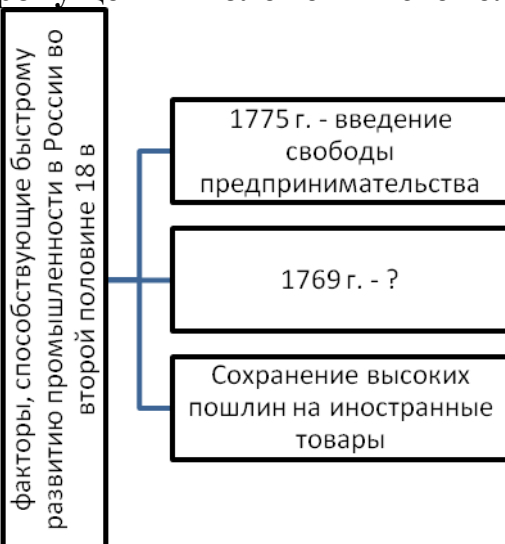 факторы, способствующие быстрому
развитию промышленности в России во
второй половине 18 в
1775 г. - введение
свободы
предпринимательства
1769 г. - ?
Сохранение высоких
пошлин на иностранные
товары